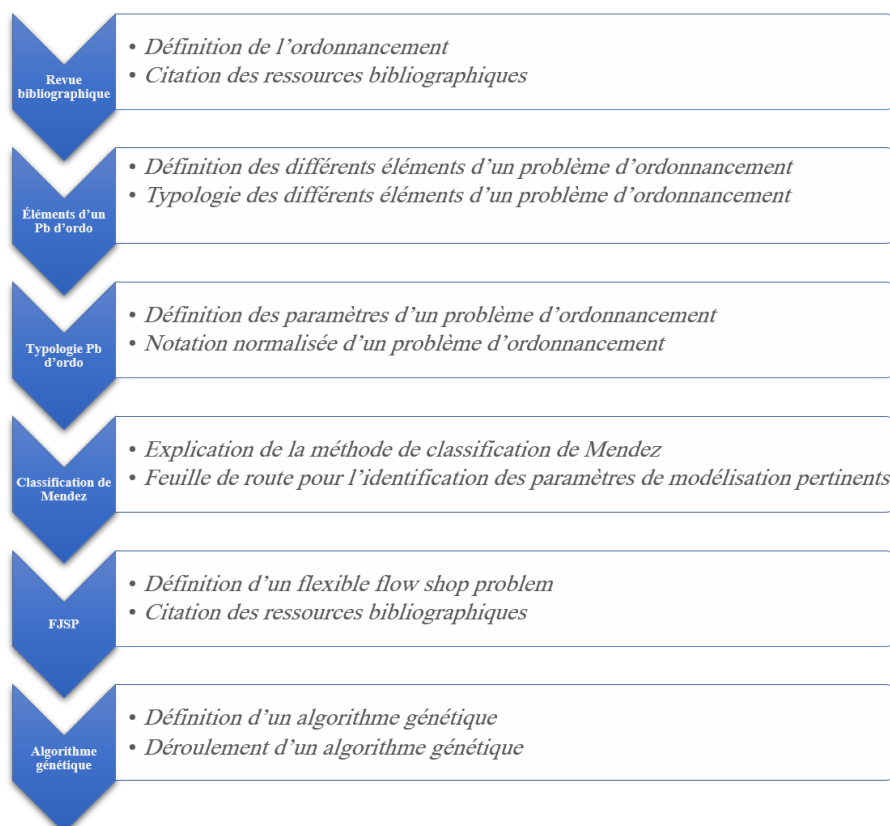 Revue
bibliographique
• Définition de l'ordonnancement
• Citation des ressources bibliographiques
Éléments d'un
Pb d'ordo
• Définition des différents éléments d'un problème d'ordonnancement
• Typologie des différents éléments d'un problème d'ordonnancement
Typologie Pb
d'ordo
• Définition des paramètres d'un problème d'ordonnancement
• Notation normalisée d'un problème d'ordonnancement
Classification de
Mendez
• Explication de la méthode de classification de Mendez
• Feuille de route pour l'identification des paramètres de modélisation pertinents
FJSP
• Définition d'un flexible flow shop problem
• Citation des ressources bibliographiques
Algorithme
génétique
• Définition d'un algorithme génétique
• Déroulement d'un algorithme génétique